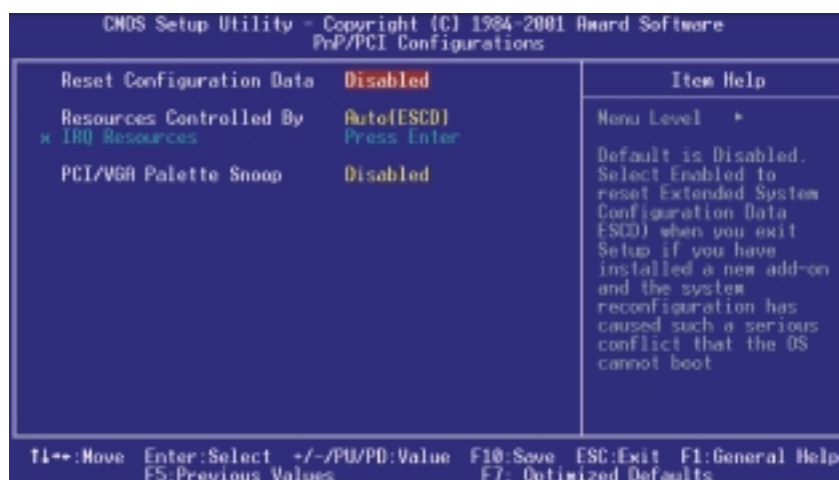 CMOS Setup Utility - Copyright (C) 1984-2001 Award Software
PnP/PCI Configurations
Reset Configuration Data Disabled
Resources Controlled By Auto(ESCD)
x IRQ Resources Press Enter
PCI/VGA Palette Snoop Disabled
Item Help
Menu Level ►
Default is Disabled.
Select Enabled to
reset Extended System
Configuration Data
ESCD) when you exit
Setup if you have
installed a new add-on
and the system
reconfiguration has
caused such a serious
conflict that the OS
cannot boot
↑↓→←:Move Enter:Select +/-/PU/PD:Value F10:Save ESC:Exit F1:General Help
F5:Previous Values F7: Optimized Defaults